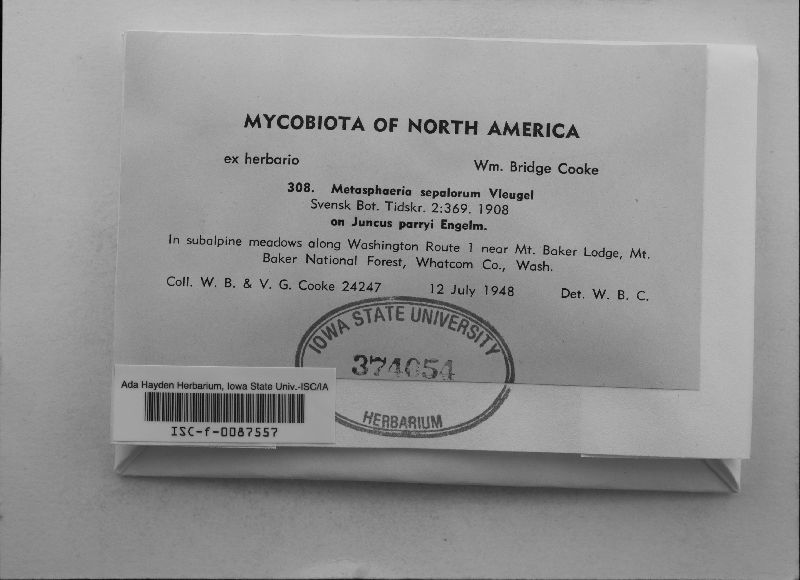 MYCOBIOTA OF NORTH AMERICA
ex herbario Wm. Bridge Cooke
308. Metasphaeria sepalorum Vleugel
Svensk Bot. Tidskr. 2:369. 1908
on Juncus parryi Engelm.
In subalpine meadows along Washington Route 1 near Mt. Baker Lodge, Mt.
Baker National Forest, Whatcom Co., Wash.
Coll. W. B. & V. G. Cooke 24247 12 July 1948 Det. W. B. C.
IOWA STATE UNIVERSITY
374054
HERBARIUM
Ada Hayden Herbarium, Iowa State Univ.-ISC/IA
ISC-f-0087557